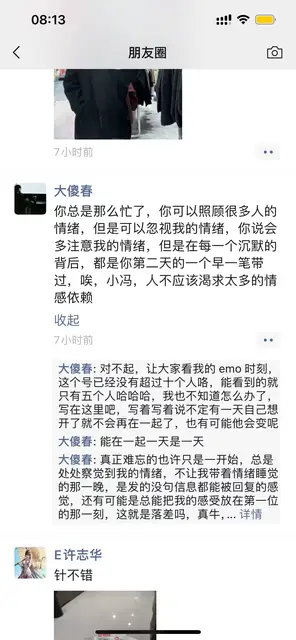 08:13
朋友圈
7小时前
大傻春
你总是那么忙了，你可以照顾很多人的
情绪，但是可以忽视我的情绪，你说会
多注意我的情绪，但是在每一个沉默的
背后，都是你第二天的一个早一笔带
过，唉，小冯，人不应该渴求太多的情
感依赖
收起
7小时前
大傻春: 对不起，让大家看我的 emo 时刻，
这个号已经没有超过十个人咯，能看到的就
只有五个人哈哈哈，我也不知道怎么办了，
写在这里吧，写着写着说不定有一天自己想
开了就不会再在一起了，也有可能他会变呢
大傻春: 能在一起一天是一天
大傻春: 真正难忘的也许只是一开始，总是
处处察觉到我的情绪，不让我带着情绪睡觉
的那一晚，是发的没句信息都能被回复的感
觉，还有可能是总能把我的感受放在第一位
的那一刻，这就是落差吗，真牛，... 详情
E许志华
针不错